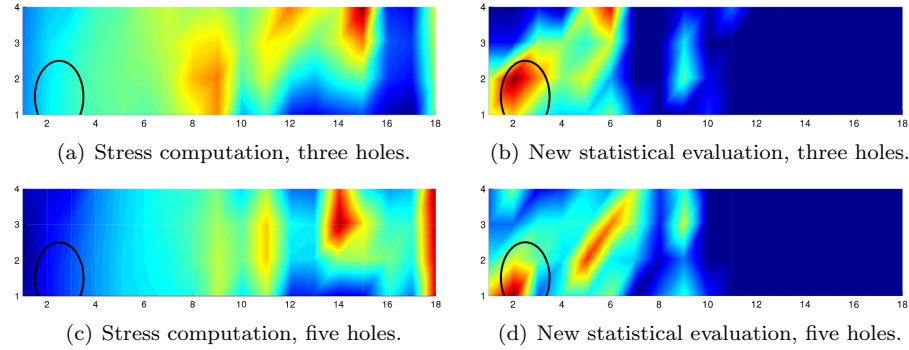 4
3
2
1
2 4 6 8 10 12 14 16 18
(a) Stress computation, three holes.
4
3
2
1
2 4 6 8 10 12 14 16 18
(b) New statistical evaluation, three holes.
4
3
2
1
2 4 6 8 10 12 14 16 18
(c) Stress computation, five holes.
4
3
2
1
2 4 6 8 10 12 14 16 18
(d) New statistical evaluation, five holes.